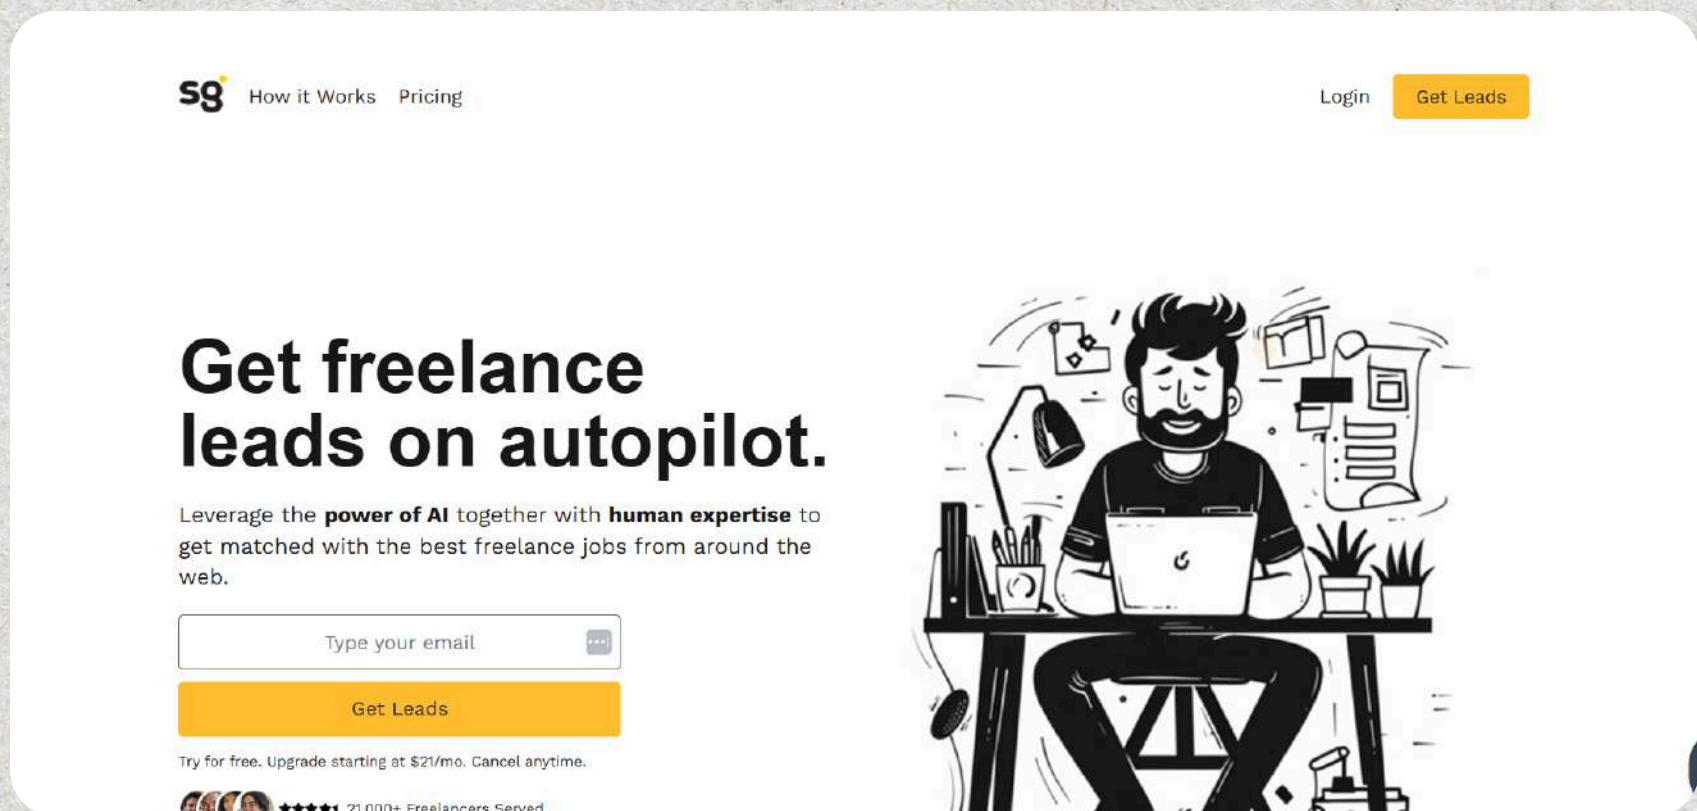 sg
How it Works
Pricing
Login
Get Leads
Get freelance
leads on autopilot.
Leverage the power of AI together with human expertise to
get matched with the best freelance jobs from around the
web.
Type your email
Get Leads
Try for free. Upgrade starting at $21/mo. Cancel anytime.
21,000+ Freelancers Served